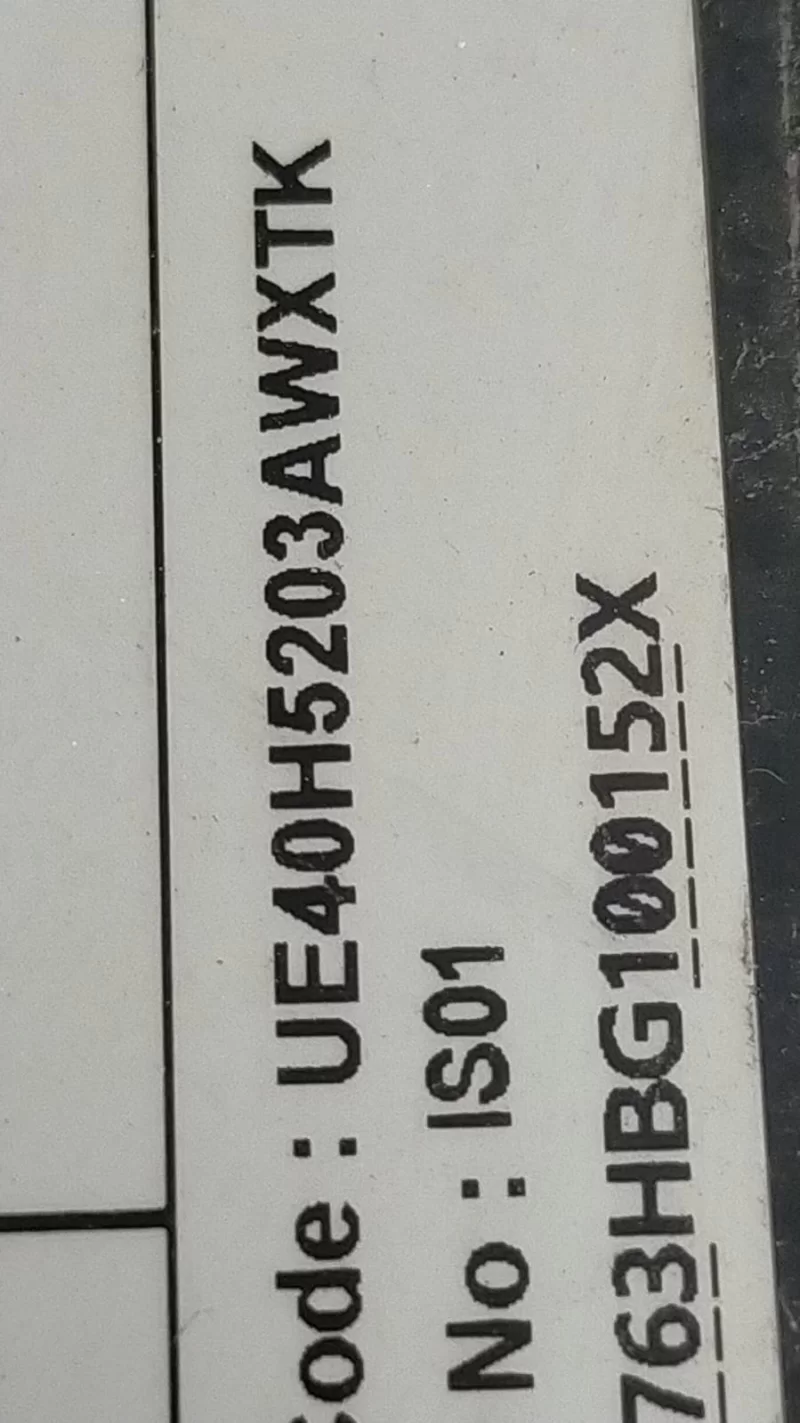 ode : UE40H5203AWXTK
No : IS01
763HBG100152X